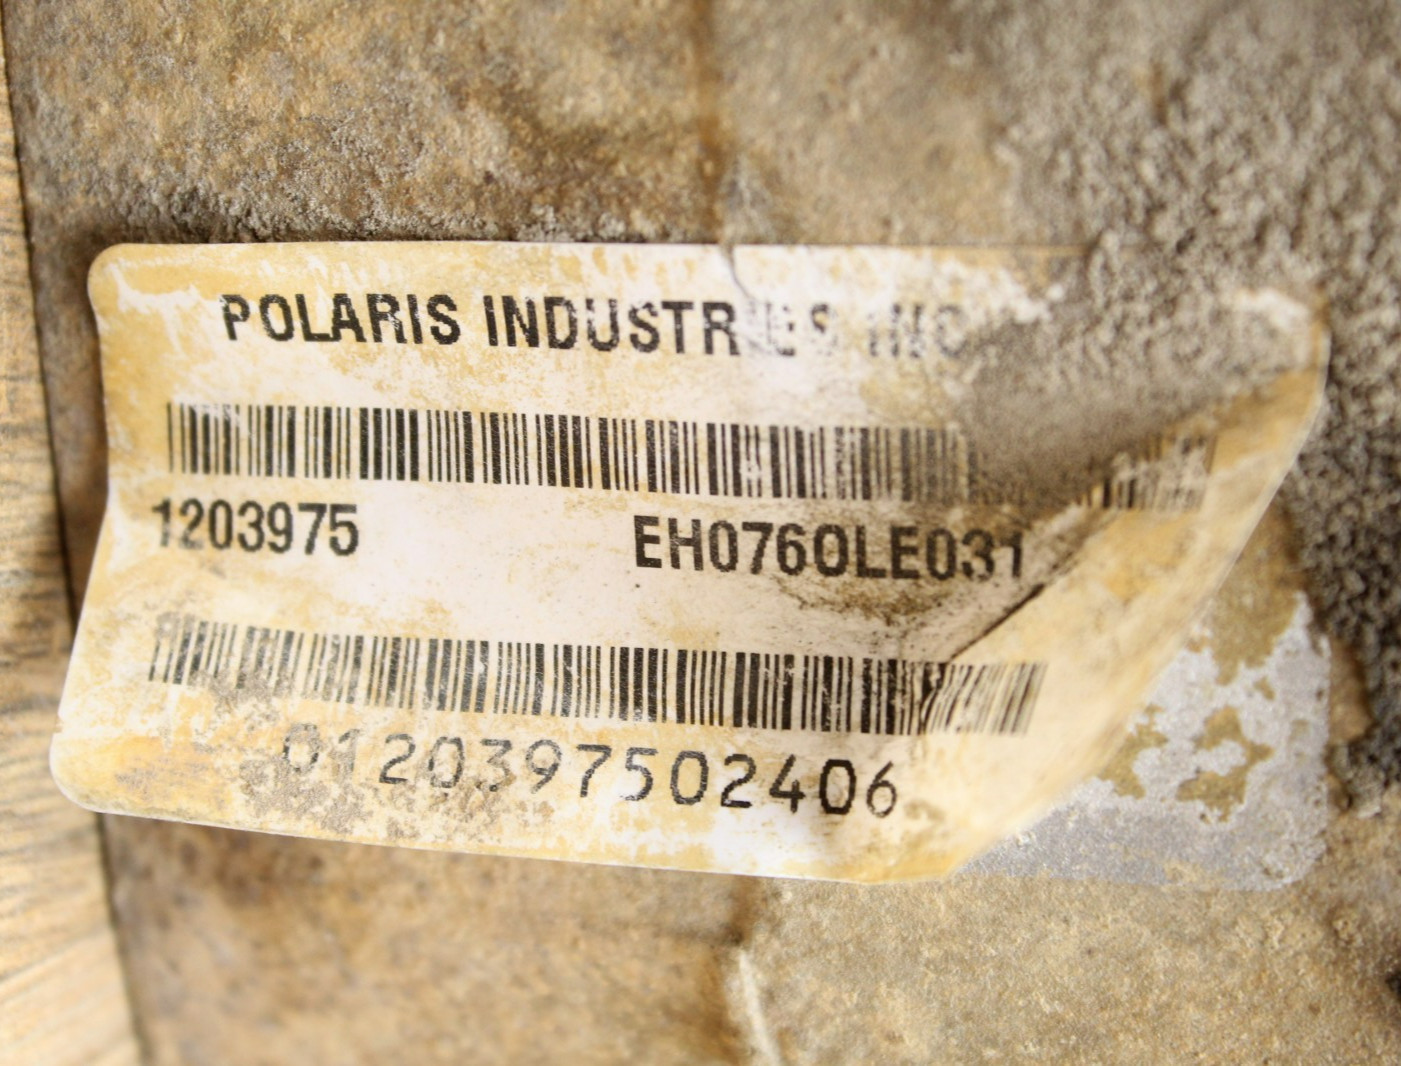 POLARIS INDUSTRIES INC
1203975 EH076OLE031
0120397502406